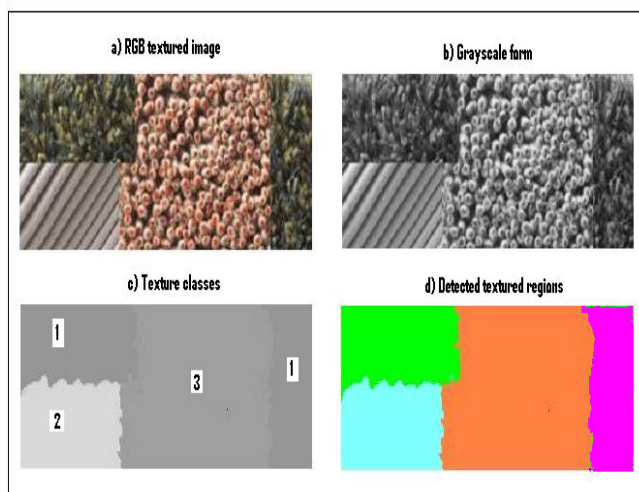 a) RGB textured image
b) Grayscale form
c) Texture classes
d) Detected textured regions
1
3
1
2